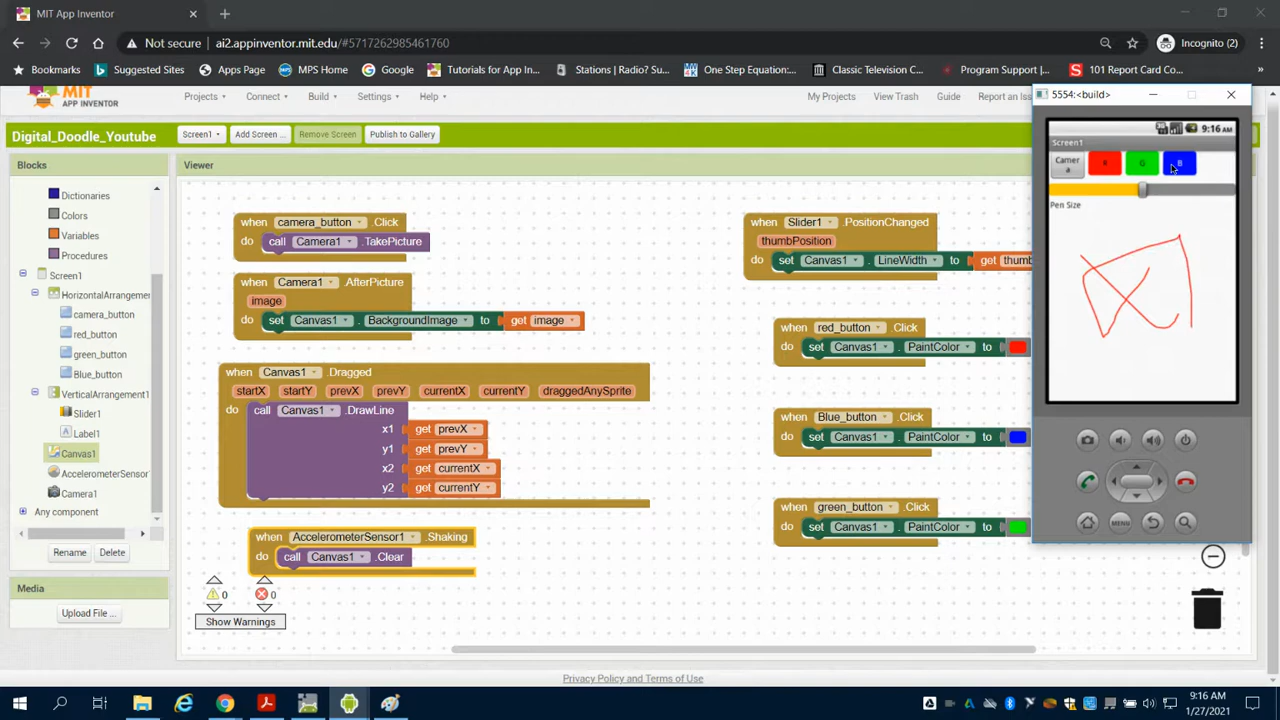 MIT App Inventor
Not secure
ai2.appinventor.mit.edu/#5717262985461760
Incognito (2)
Bookmarks
Suggested Sites
Apps Page
MPS Home
Google
Tutorials for App In...
Stations | Radio? Su...
One Step Equation:...
Classic Television C...
Program Support |...
101 Report Card Co...
MIT
APP INVENTOR
Projects
Connect
Build
Settings
Help
My Projects
View Trash
Guide
Report an Iss
Digital_Doodle_Youtube
Screen1
Add Screen ...
Remove Screen
Publish to Gallery
Blocks
Dictionaries
Colors
Variables
Procedures
Screen1
HorizontalArrangeme
camera_button
red_button
green_button
Blue_button
VerticalArrangement1
Slider1
Label1
Canvas1
AccelerometerSensor
Camera1
Any component
Rename
Delete
Media
Upload File ...
Viewer
when camera_button .Click
do call Camera1 .TakePicture
when Camera1 .AfterPicture
image
do set Canvas1 . BackgroundImage to get image
when Canvas1 .Dragged
startX startY prevX prevY currentX currentY draggedAnySprite
do call Canvas1 .DrawLine
x1 get prevX
y1 get prevY
x2 get currentX
y2 get currentY
when AccelerometerSensor1 .Shaking
do call Canvas1 .Clear
0 0
Show Warnings
when Slider1 .PositionChanged
thumbPosition
do set Canvas1 . LineWidth to get thumb
when red_button .Click
do set Canvas1 . PaintColor to
when Blue_button .Click
do set Canvas1 . PaintColor to
when green_button .Click
do set Canvas1 . PaintColor to
5554:<build>
9:16 AM
Screen1
Camer
a
R
G
B
Pen Size
MENU
Privacy Policy and Terms of Use
9:16 AM
1/27/2021